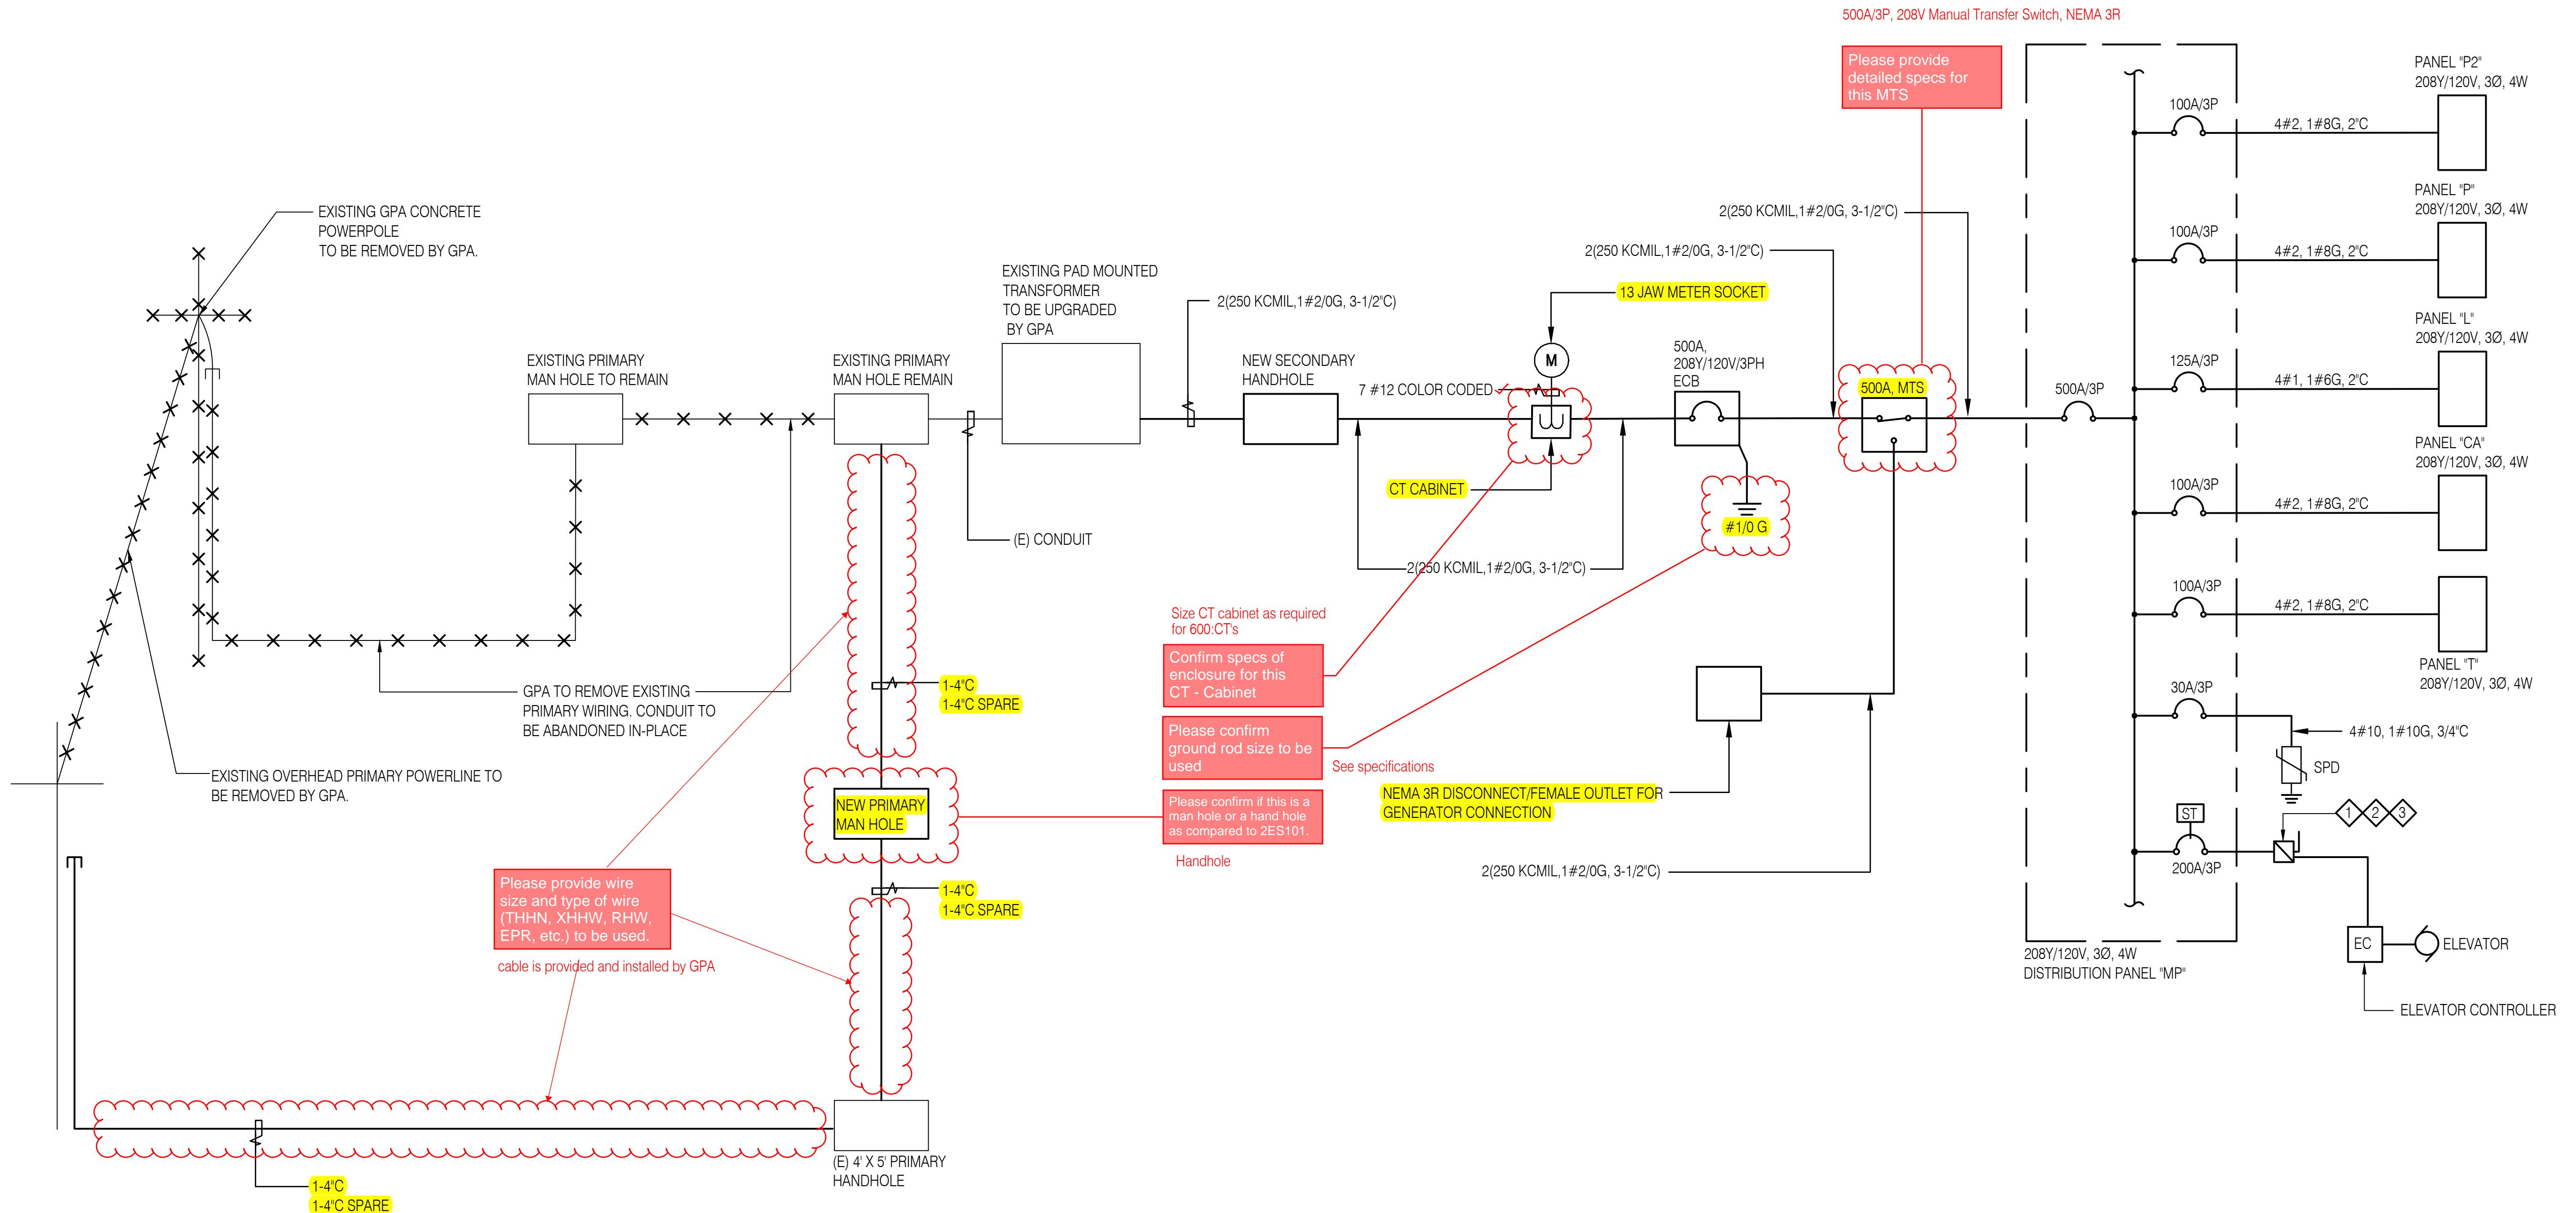 500A/3P, 208V Manual Transfer Switch, NEMA 3R
Please provide
detailed specs for
this MTS
EXISTING GPA CONCRETE
POWERPOLE
TO BE REMOVED BY GPA.
EXISTING PRIMARY
MAN HOLE TO REMAIN
EXISTING PRIMARY
MAN HOLE REMAIN
EXISTING PAD MOUNTED
TRANSFORMER
TO BE UPGRADED
BY GPA
2(250 KCMIL,1#2/0G, 3-1/2"C)
NEW SECONDARY
HANDHOLE
13 JAW METER SOCKET
M
7 #12 COLOR CODED
CT CABINET
500A,
208Y/120V/3PH
ECB
#1/0 G
2(250 KCMIL,1#2/0G, 3-1/2"C)
2(250 KCMIL,1#2/0G, 3-1/2"C)
500A, MTS
2(250 KCMIL,1#2/0G, 3-1/2"C)
(E) CONDUIT
GPA TO REMOVE EXISTING
PRIMARY WIRING. CONDUIT TO
BE ABANDONED IN-PLACE
EXISTING OVERHEAD PRIMARY POWERLINE TO
BE REMOVED BY GPA.
1-4"C
1-4"C SPARE
NEW PRIMARY
MAN HOLE
1-4"C
1-4"C SPARE
Please provide wire
size and type of wire
(THHN, XHHW, RHW,
EPR, etc.) to be used.
cable is provided and installed by GPA
(E) 4' X 5' PRIMARY
HANDHOLE
1-4"C
1-4"C SPARE
Size CT cabinet as required
for 600:CT's
Confirm specs of
enclosure for this
CT - Cabinet
Please confirm
ground rod size to be
used
See specifications
Please confirm if this is a
man hole or a hand hole
as compared to 2ES101.
Handhole
NEMA 3R DISCONNECT/FEMALE OUTLET FOR
GENERATOR CONNECTION
2(250 KCMIL,1#2/0G, 3-1/2"C)
500A/3P
100A/3P
4#2, 1#8G, 2"C
PANEL "P2"
208Y/120V, 3Ø, 4W
100A/3P
4#2, 1#8G, 2"C
PANEL "P"
208Y/120V, 3Ø, 4W
125A/3P
4#1, 1#6G, 2"C
PANEL "L"
208Y/120V, 3Ø, 4W
100A/3P
4#2, 1#8G, 2"C
PANEL "CA"
208Y/120V, 3Ø, 4W
100A/3P
4#2, 1#8G, 2"C
PANEL "T"
208Y/120V, 3Ø, 4W
30A/3P
4#10, 1#10G, 3/4"C
SPD
ST
200A/3P
1 2 3
EC
ELEVATOR
ELEVATOR CONTROLLER
208Y/120V, 3Ø, 4W
DISTRIBUTION PANEL "MP"